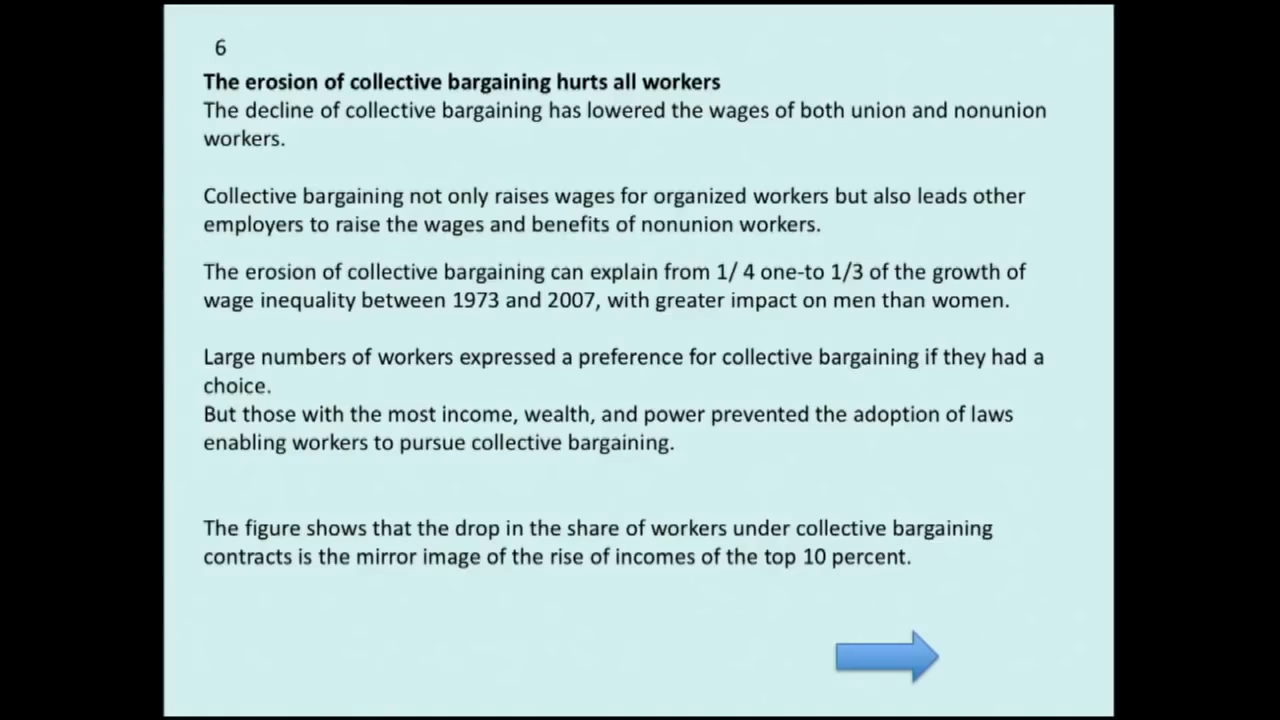 6
The erosion of collective bargaining hurts all workers
The decline of collective bargaining has lowered the wages of both union and nonunion
workers.
Collective bargaining not only raises wages for organized workers but also leads other
employers to raise the wages and benefits of nonunion workers.
The erosion of collective bargaining can explain from 1/ 4 one-to 1/3 of the growth of
wage inequality between 1973 and 2007, with greater impact on men than women.
Large numbers of workers expressed a preference for collective bargaining if they had a
choice.
But those with the most income, wealth, and power prevented the adoption of laws
enabling workers to pursue collective bargaining.
The figure shows that the drop in the share of workers under collective bargaining
contracts is the mirror image of the rise of incomes of the top 10 percent.